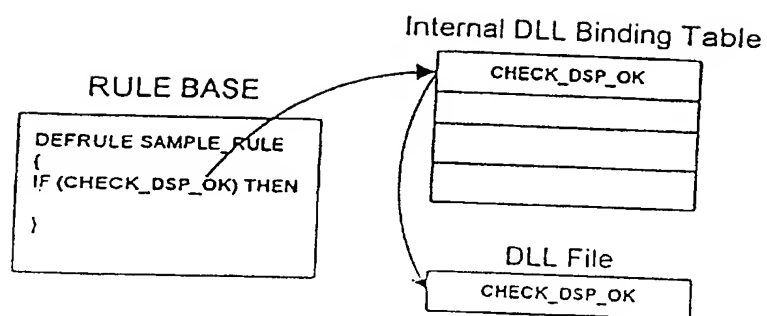 Internal DLL Binding Table
CHECK_DSP_OK
RULE BASE
DEFRULE SAMPLE_RULE
{
IF (CHECK_DSP_OK) THEN
}
DLL File
CHECK_DSP_OK